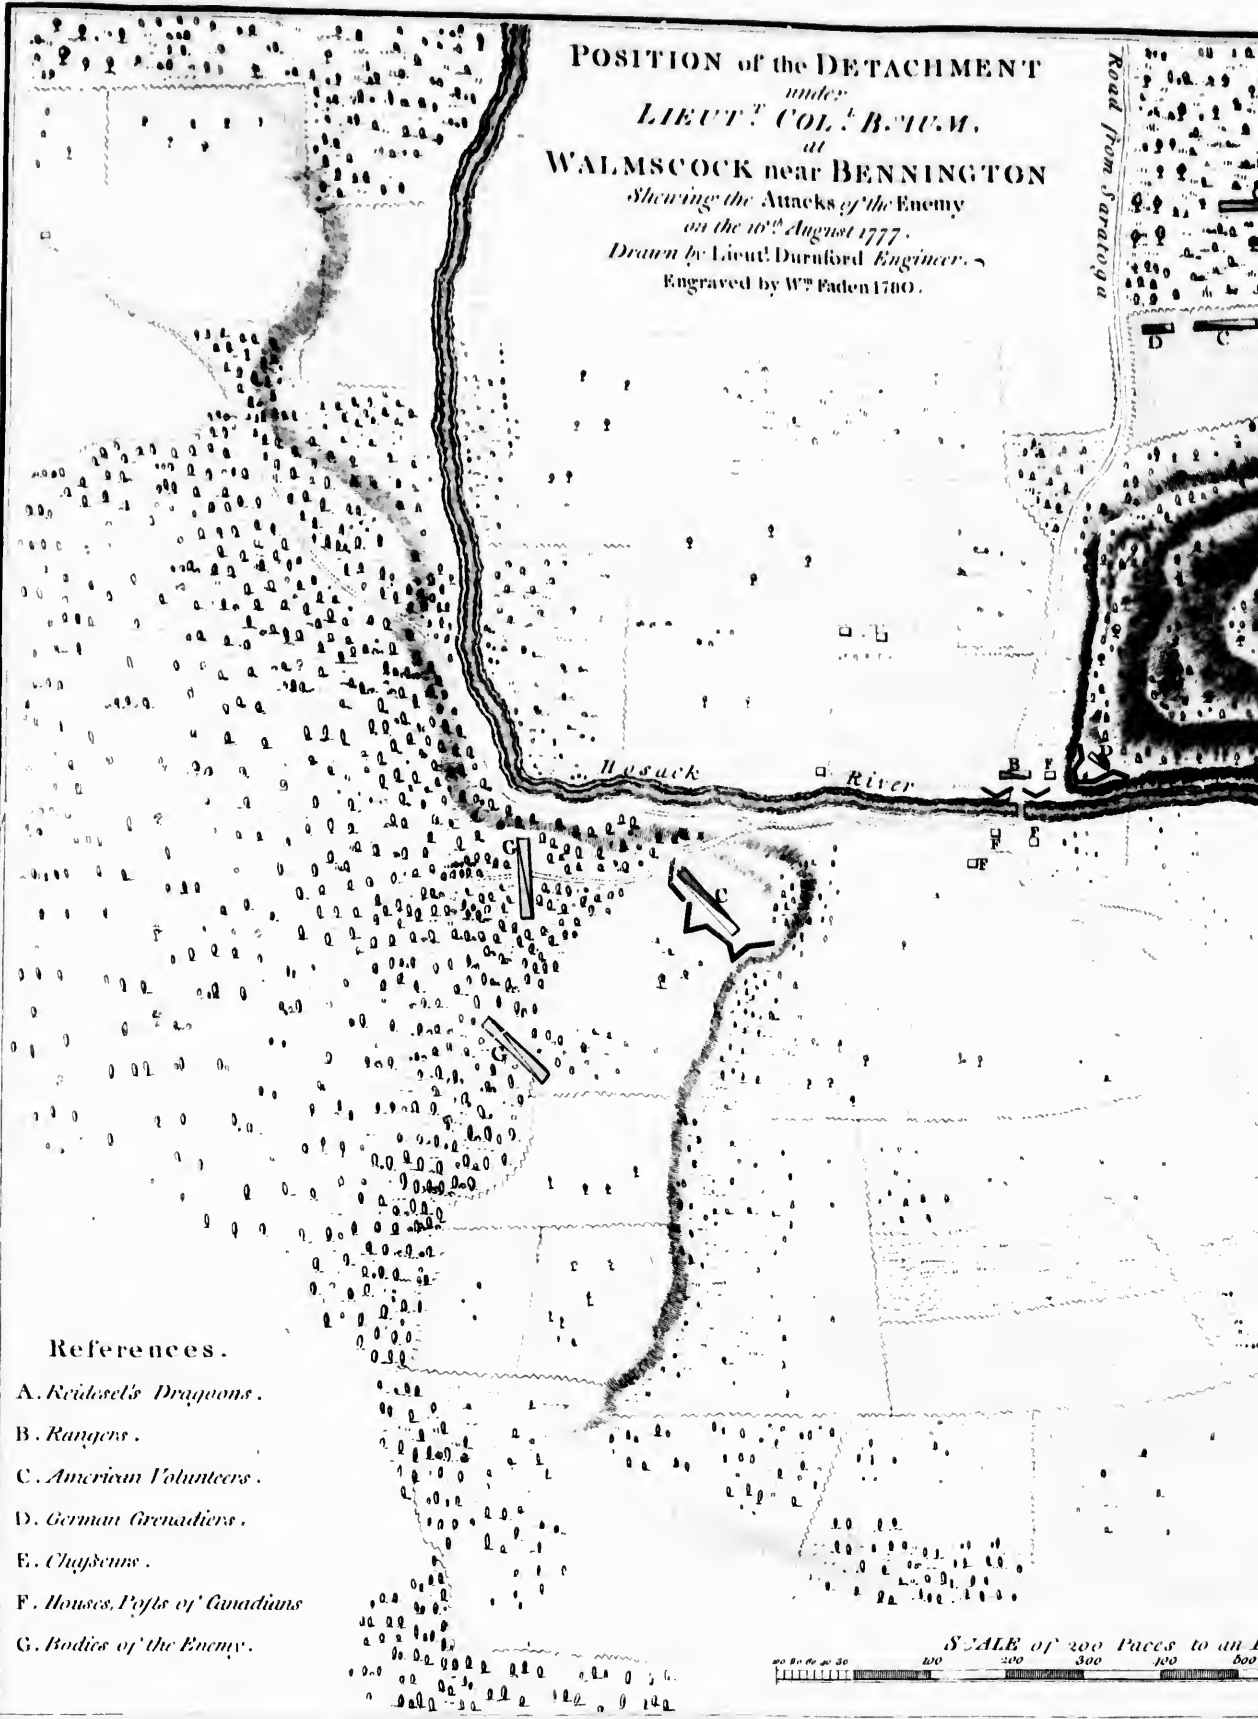 POSITION of the DETACHMENT
under
LIEUT.T COL.L BAUM.
at
WALMSCOCK near BENNINGTON
Shewing the Attacks of the Enemy
on the 16th August 1777.
Drawn by Lieut.t Durnford Engineer.
Engraved by Wm Faden 1780.
Road from Saratoga
D
C
Hosack River
B
F
F
E
F
G
C
G
References.
A. Reidesel's Dragoons.
B. Rangers.
C. American Volunteers.
D. German Grenadiers.
E. Chaſseurs.
F. Houses, Poſts of Canadians
G. Bodies of the Enemy.
SCALE of 200 Paces to an
100 200 300 400 500